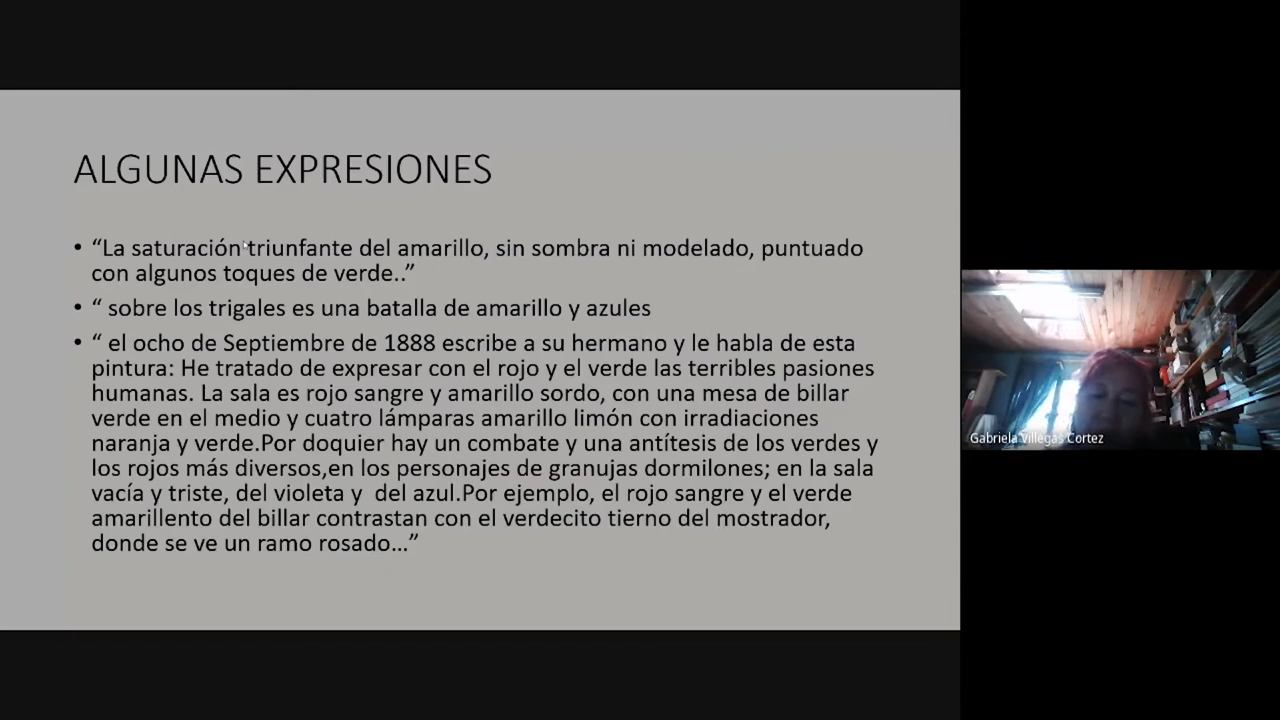 ALGUNAS EXPRESIONES
• “La saturación triunfante del amarillo, sin sombra ni modelado, puntuado
con algunos toques de verde..”
• “ sobre los trigales es una batalla de amarillo y azules
• “ el ocho de Septiembre de 1888 escribe a su hermano y le habla de esta
pintura: He tratado de expresar con el rojo y el verde las terribles pasiones
humanas. La sala es rojo sangre y amarillo sordo, con una mesa de billar
verde en el medio y cuatro lámparas amarillo limón con irradiaciones
naranja y verde.Por doquier hay un combate y una antítesis de los verdes y
los rojos más diversos,en los personajes de granujas dormilones; en la sala
vacía y triste, del violeta y  del azul.Por ejemplo, el rojo sangre y el verde
amarillento del billar contrastan con el verdecito tierno del mostrador,
donde se ve un ramo rosado…”
Gabriela Villegas Cortez